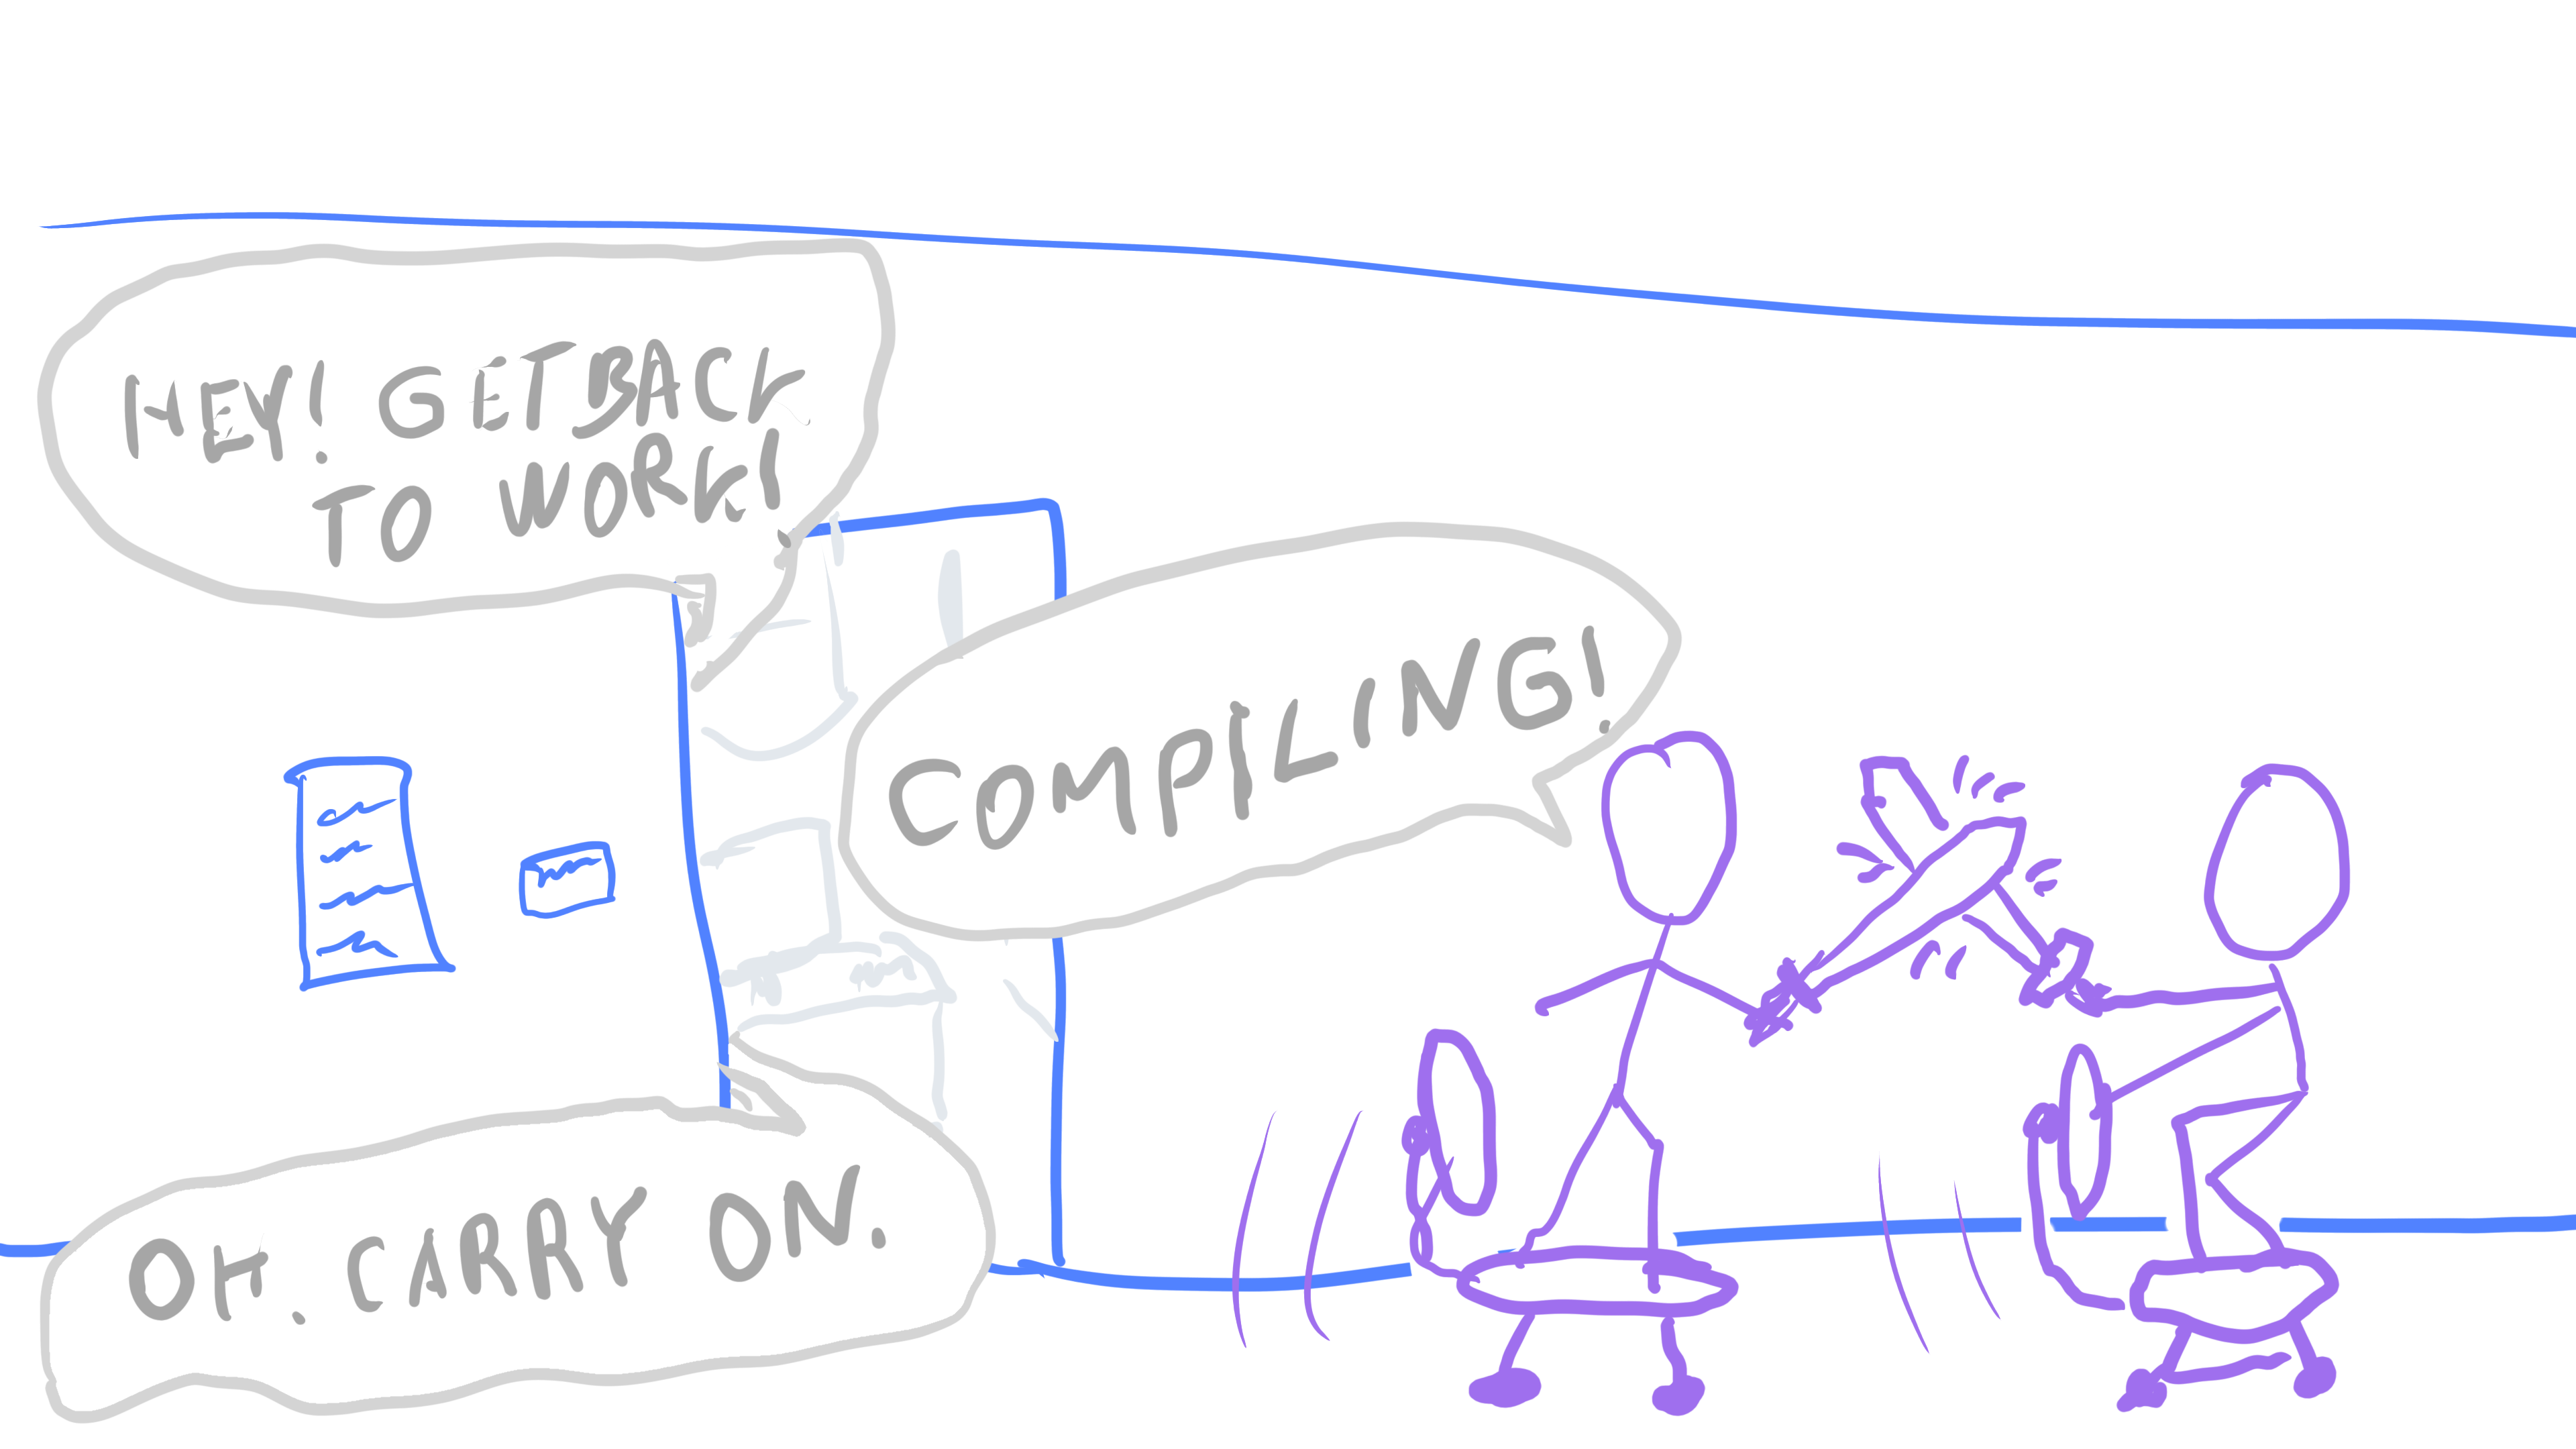 HEY! GET BACK
TO WORK!
COMPILING!
OH. CARRY ON.